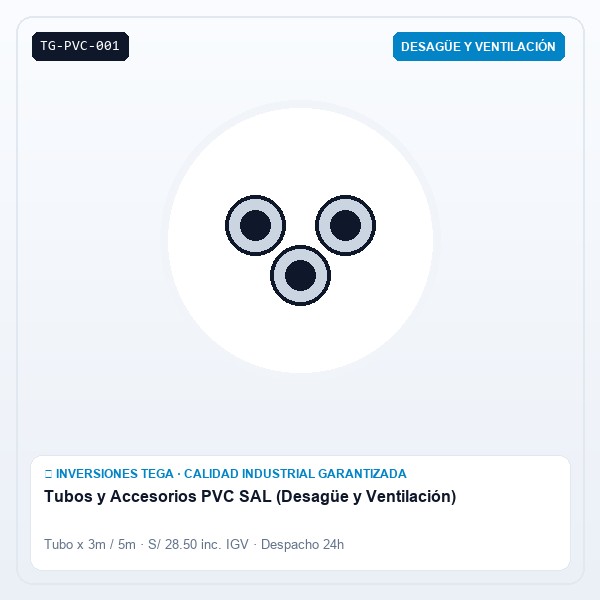 TG-PVC-001
DESAGÜE Y VENTILACIÓN
INVERSIONES TEGA · CALIDAD INDUSTRIAL GARANTIZADA
Tubos y Accesorios PVC SAL (Desagüe y Ventilación)
Tubo x 3m / 5m · S/ 28.50 inc. IGV · Despacho 24h